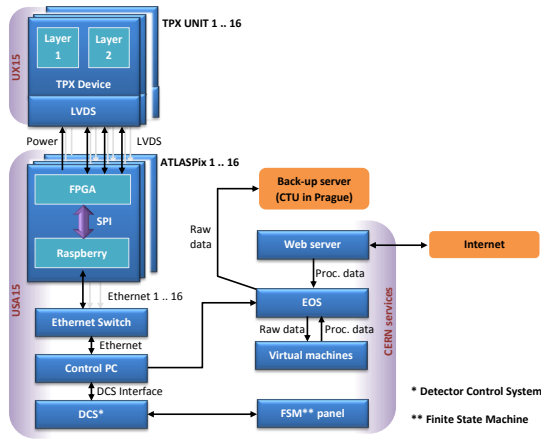 TPX UNIT 1 .. 16
Layer
1
Layer
2
TPX Device
UX15
LVDS
Power
LVDS
ATLASPix 1 .. 16
FPGA
SPI
Raspberry
USA15
Ethernet 1 .. 16
Ethernet Switch
Ethernet
Control PC
DCS Interface
DCS*
Back-up server
(CTU in Prague)
Raw
data
Web server
Internet
Proc. data
EOS
Raw data
Proc. data
Virtual machines
CERN services
FSM** panel
* Detector Control System
** Finite State Machine